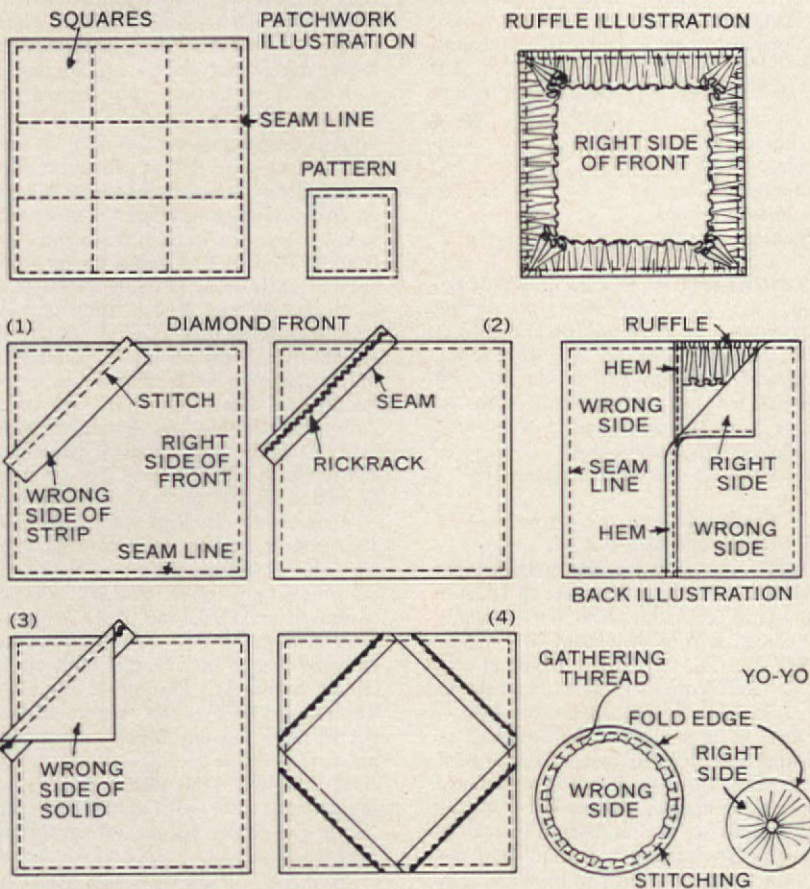 SQUARES
PATCHWORK
ILLUSTRATION
SEAM LINE
PATTERN
RUFFLE ILLUSTRATION
RIGHT SIDE
OF FRONT
(1)
DIAMOND FRONT
(2)
STITCH
RIGHT
SIDE OF
FRONT
WRONG
SIDE OF
STRIP
SEAM LINE
SEAM
RICKRACK
RUFFLE
HEM
WRONG
SIDE
SEAM
LINE
RIGHT
SIDE
HEM
WRONG
SIDE
BACK ILLUSTRATION
(3)
WRONG
SIDE OF
SOLID
(4)
GATHERING
THREAD
YO-YO
FOLD EDGE
RIGHT
SIDE
WRONG
SIDE
STITCHING